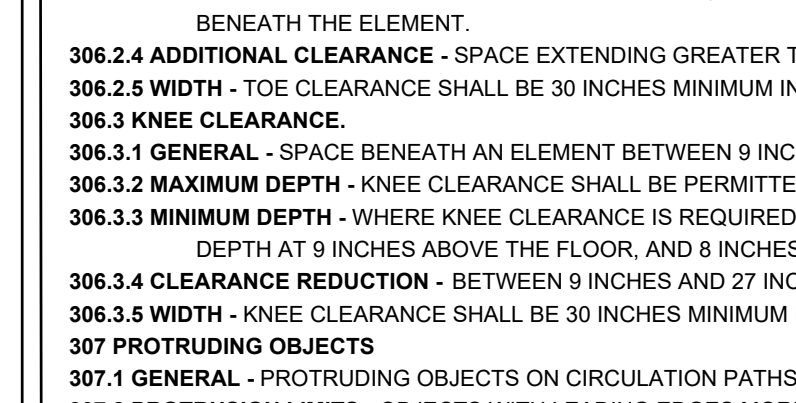 BENEATH THE ELEMENT.
306.2.4 ADDITIONAL CLEARANCE - SPACE EXTENDING GREATER
306.2.5 WIDTH - TOE CLEARANCE SHALL BE 30 INCHES MINIMUM
306.3 KNEE CLEARANCE.
306.3.1 GENERAL - SPACE BENEATH AN ELEMENT BETWEEN 9
306.3.2 MAXIMUM DEPTH - KNEE CLEARANCE SHALL BE
306.3.3 MINIMUM DEPTH - WHERE KNEE CLEARANCE IS REQUIRED
DEPTH AT 9 INCHES ABOVE THE FLOOR, AND 8 INCHES
306.3.4 CLEARANCE REDUCTION - BETWEEN 9 INCHES AND 27
306.3.5 WIDTH - KNEE CLEARANCE SHALL BE 30 INCHES MINIMUM
307 PROTRUDING OBJECTS
307.1 GENERAL - PROTRUDING OBJECTS ON CIRCULATION PATHS